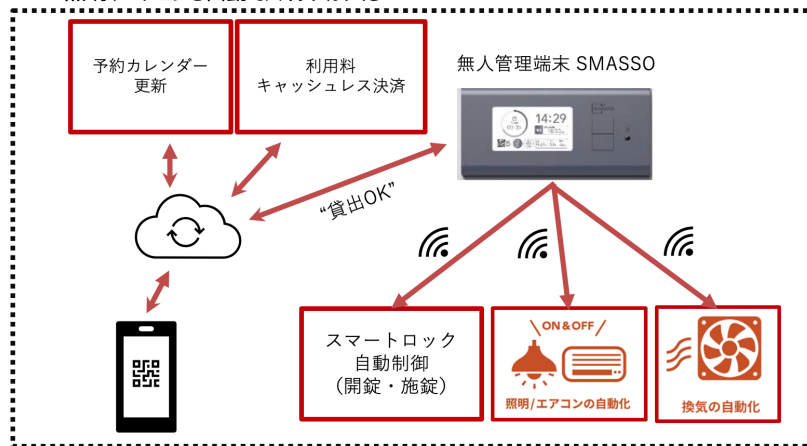 予約カレンダー
更新
利用料
キャッシュレス決済
無人管理端末 SMASSO
14:29
“貸出OK”
スマートロック
自動制御
(開錠・施錠)
ON & OFF
照明/エアコンの自動化
換気の自動化